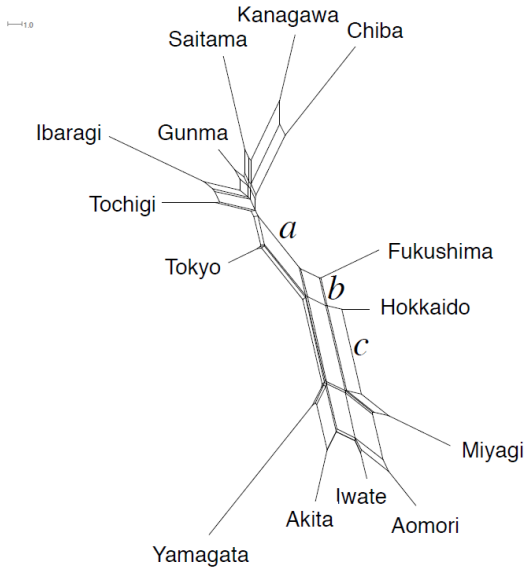 Kanagawa
1.0
Saitama
Chiba
Ibaragi
Gunma
Tochigi
a
Fukushima
Tokyo
b
Hokkaido
c
Miyagi
Iwate
Akita
Aomori
Yamagata